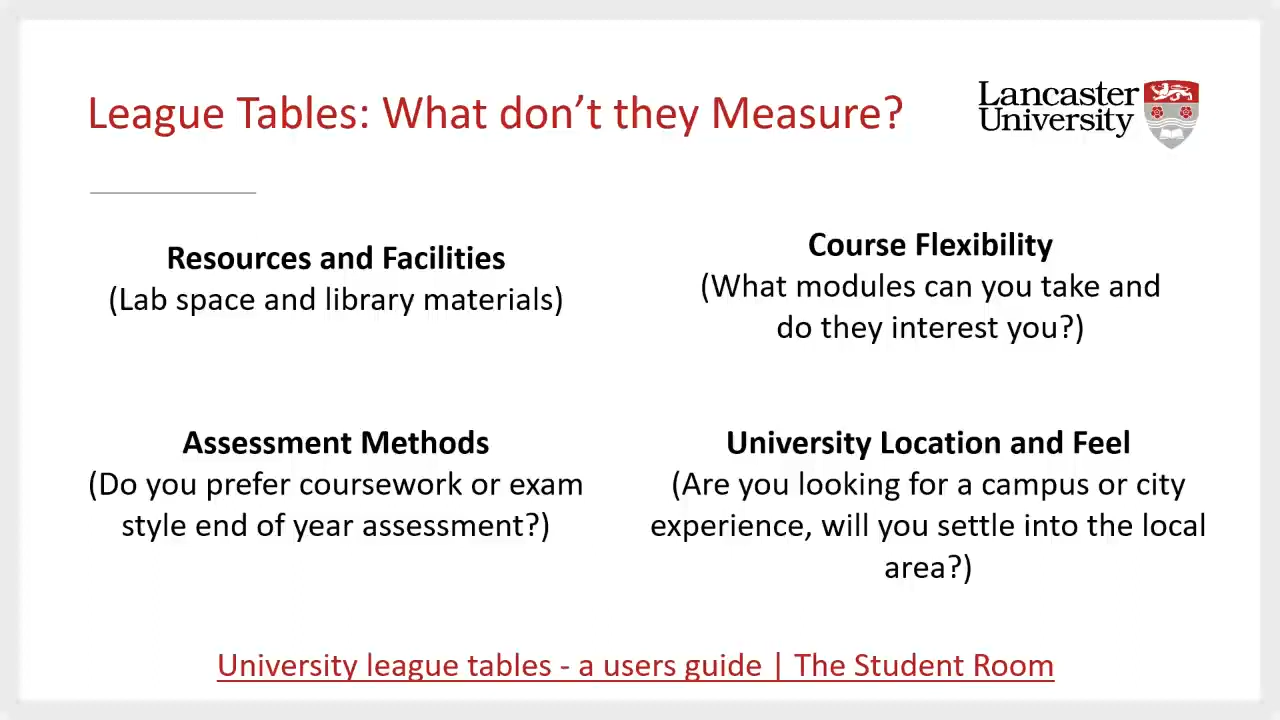 League Tables: What don't they Measure?
Lancaster
University
Resources and Facilities
(Lab space and library materials)
Course Flexibility
(What modules can you take and
do they interest you?)
Assessment Methods
(Do you prefer coursework or exam
style end of year assessment?)
University Location and Feel
(Are you looking for a campus or city
experience, will you settle into the local
area?)
University league tables - a users guide | The Student Room